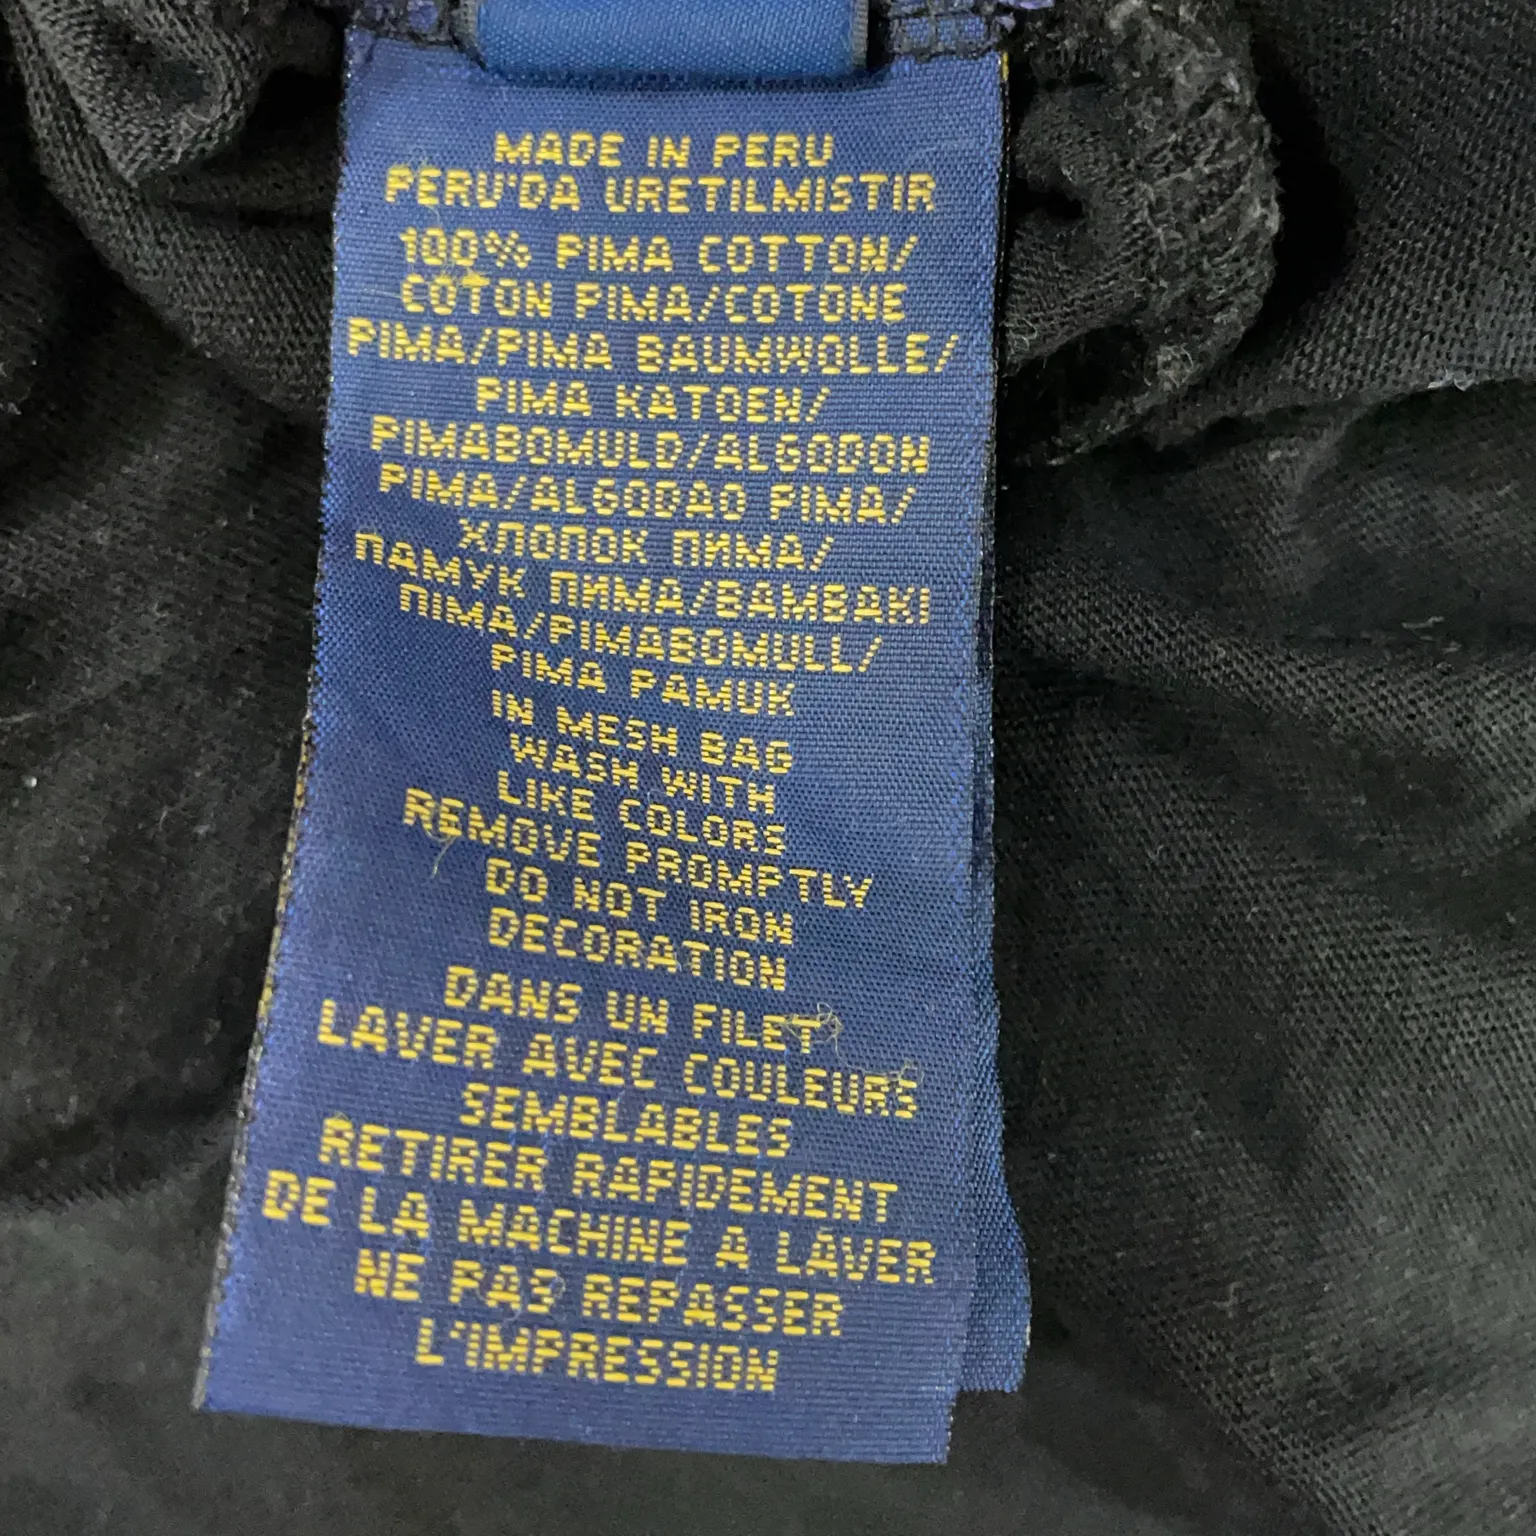 MADE IN PERU
PERU'DA URETILMISTIR
100% PIMA COTTON/
COTON PIMA/COTONE
PIMA/PIMA BAUMWOLLE/
PIMA KATOEN/
PIMABOMULD/ALGODON
PIMA/ALGODAO PIMA/
ХЛОПОК ПИМА/
ПАМУК ПИМА/ΒΑΜΒΑΚΙ
ΠΙΜΑ/PIMABOMULL/
PIMA PAMUK
IN MESH BAG
WASH WITH
LIKE COLORS
REMOVE PROMPTLY
DO NOT IRON
DECORATION
DANS UN FILET
LAVER AVEC COULEURS
SEMBLABLES
RETIRER RAPIDEMENT
DE LA MACHINE A LAVER
NE PAS REPASSER
L'IMPRESSION